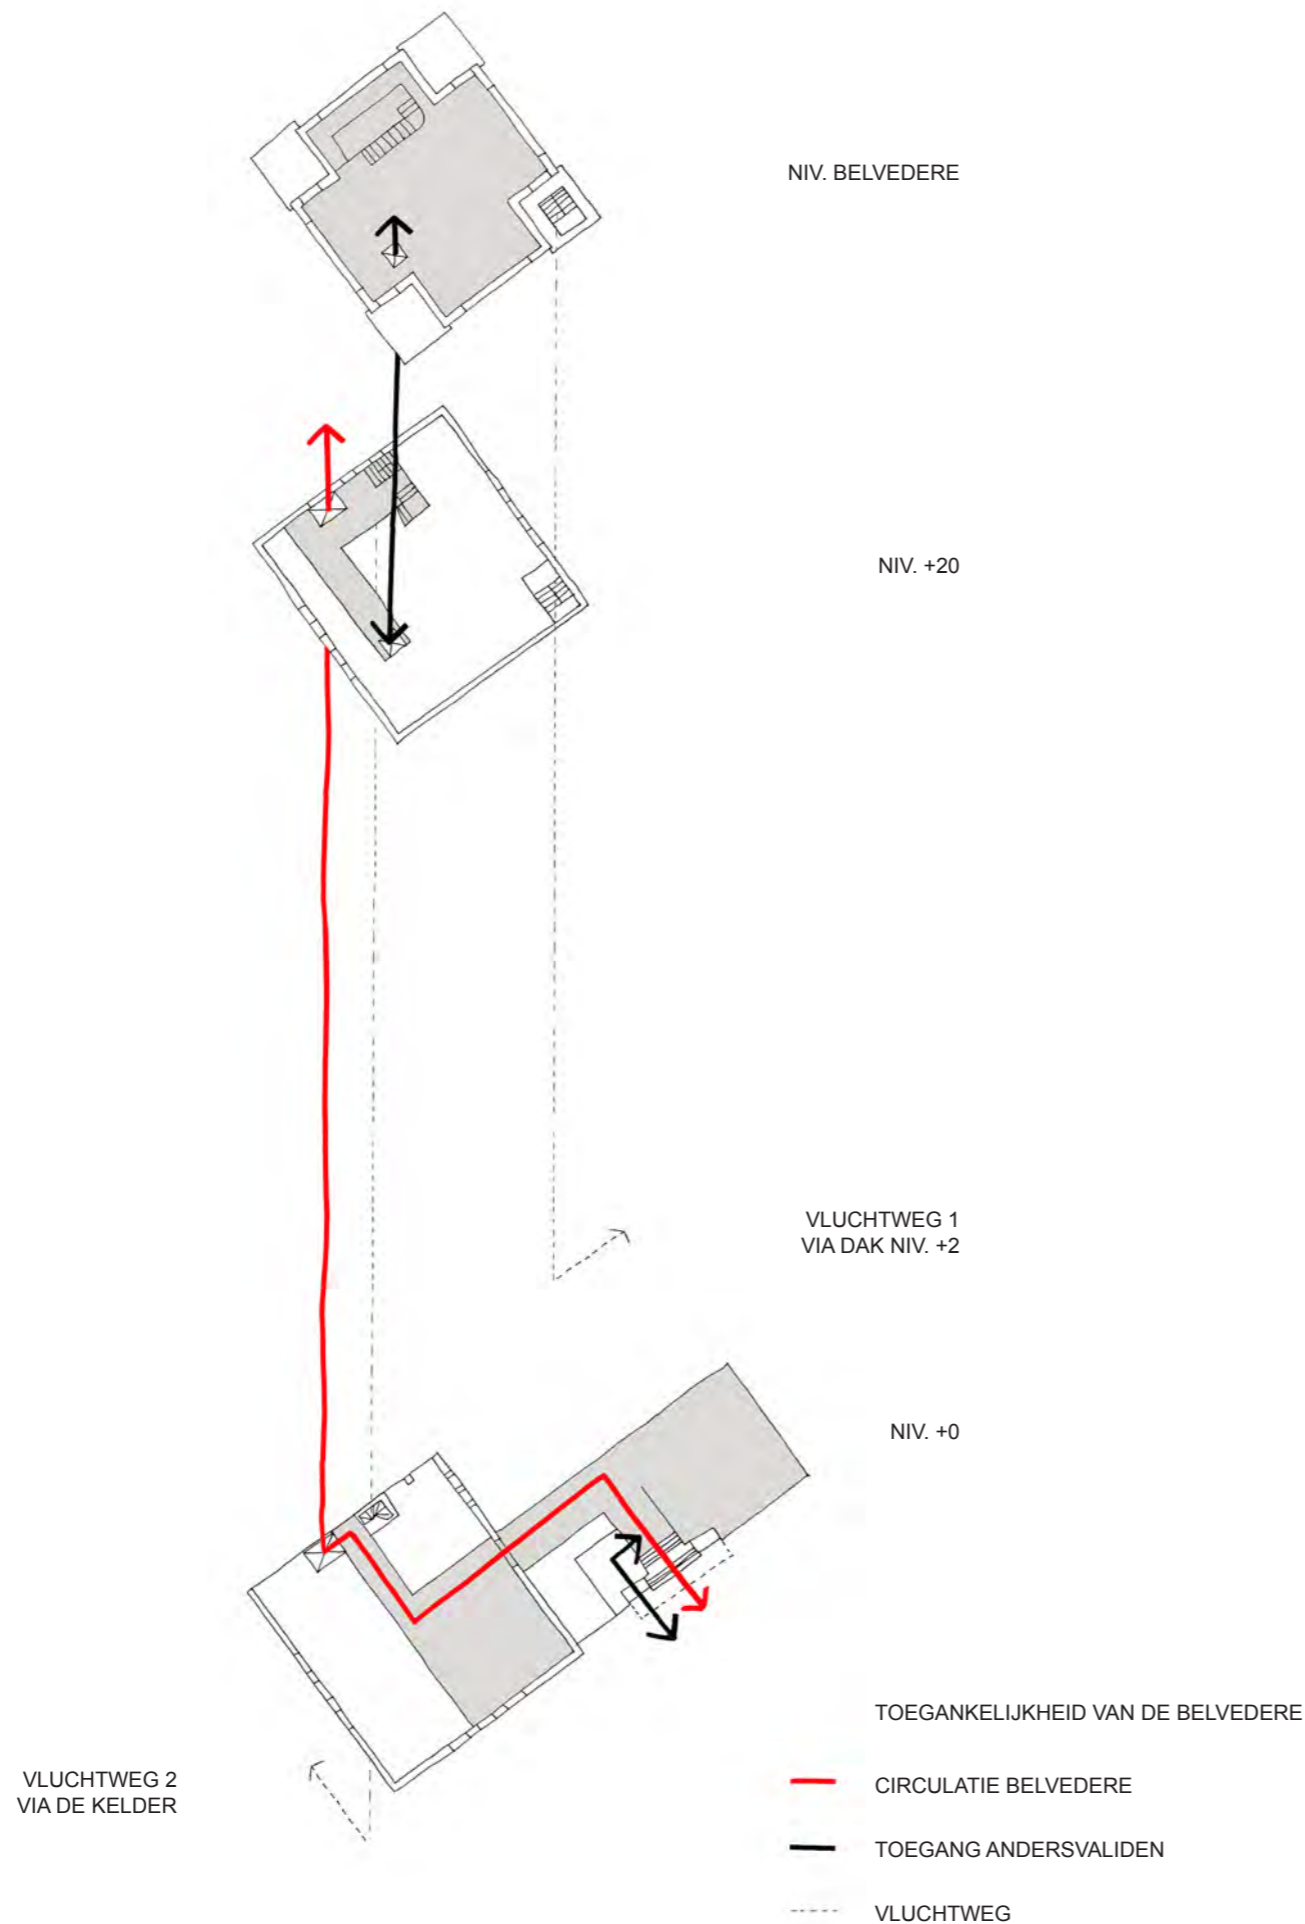 NIV. BELVEDERE
NIV. +20
VLUCHTWEG 1
VIA DAK NIV. +2
NIV. +0
TOEGANKELIJKHEID VAN DE BELVEDERE
VLUCHTWEG 2
VIA DE KELDER
CIRCULATIE BELVEDERE
TOEGANG ANDERSVALIDEN
VLUCHTWEG